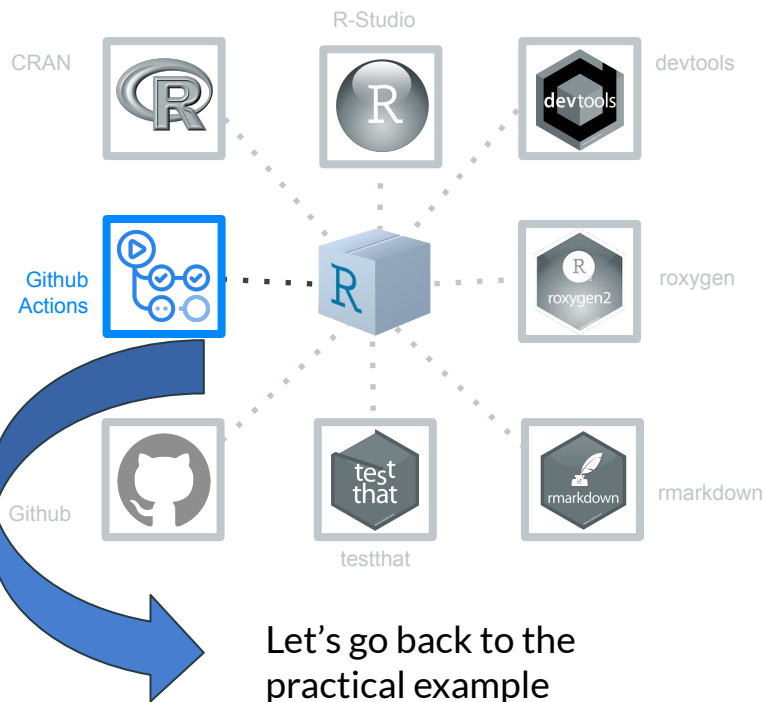 R-Studio
CRAN
R
R
devtools
devtools
Github
Actions
R
R
roxygen2
roxygen
Github
test
that
testthat
rmarkdown
rmarkdown
Let's go back to the
practical example